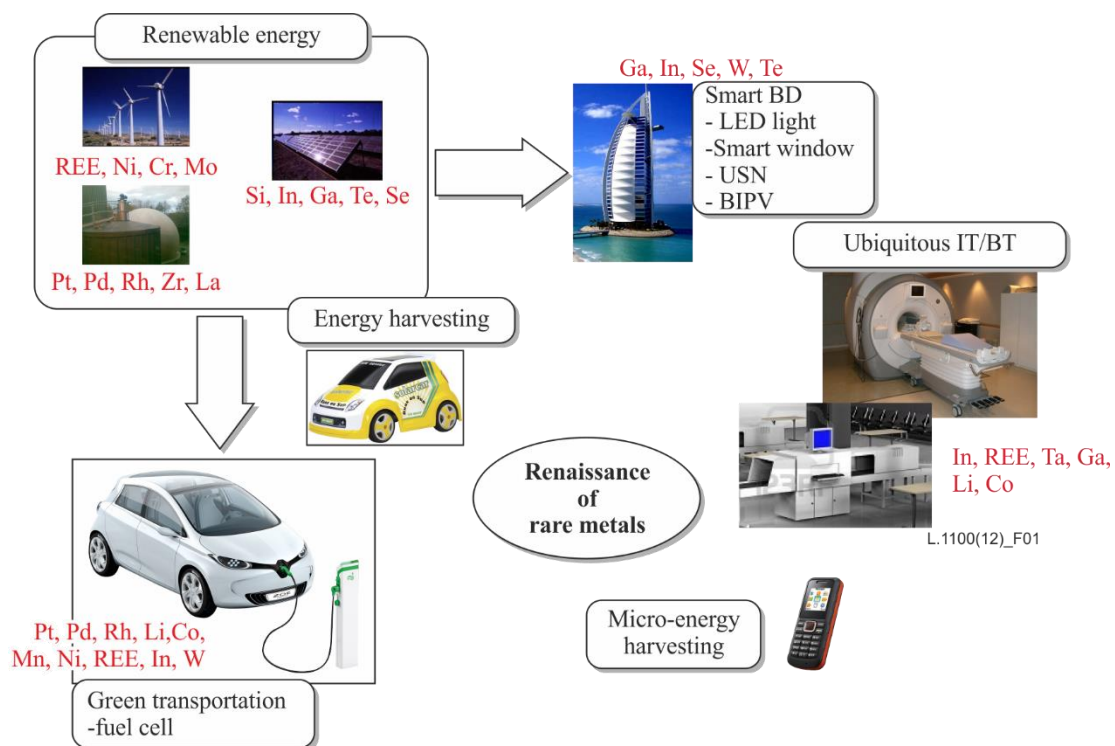 Renewable energy
REE, Ni, Cr, Mo
Si, In, Ga, Te, Se
Pt, Pd, Rh, Zr, La
Ga, In, Se, W, Te
Smart BD
- LED light
-Smart window
- USN
- BIPV
Ubiquitous IT/BT
Energy harvesting
solarcar
In, REE, Ta, Ga,
Li, Co
L.1100(12)_F01
Renaissance
of
rare metals
Pt, Pd, Rh, Li,Co,
Mn, Ni, REE, In, W
Green transportation
-fuel cell
Micro-energy
harvesting